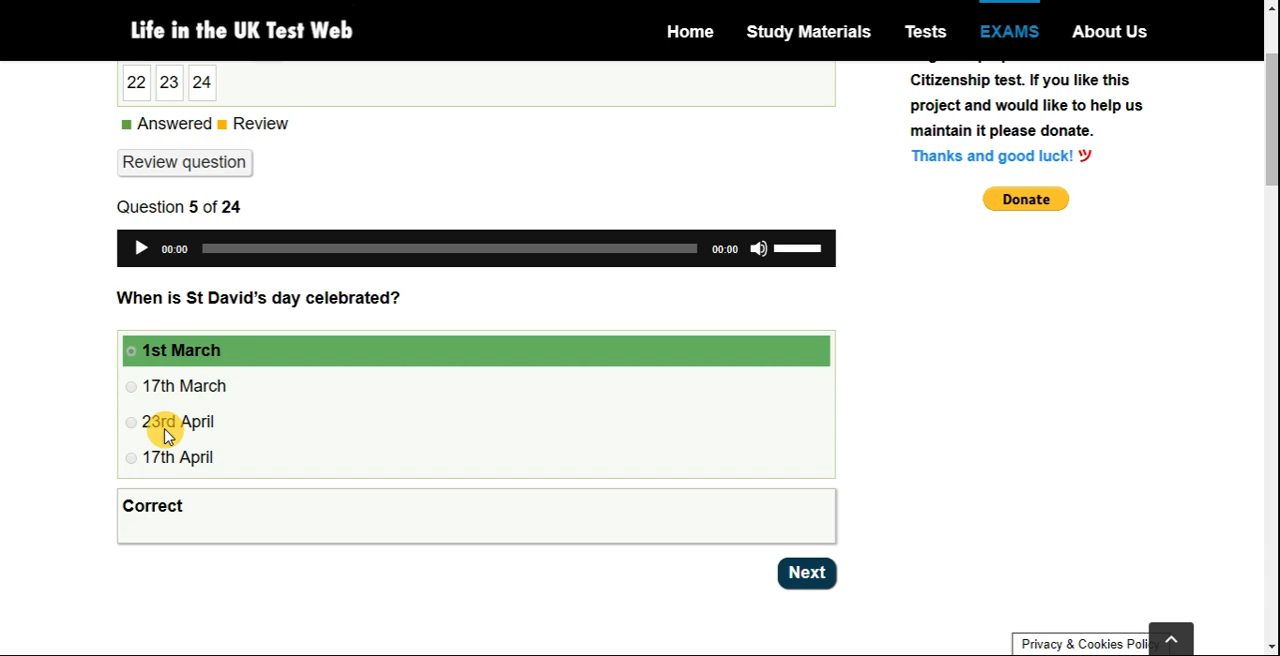 Life in the UK Test Web
Home Study Materials Tests EXAMS About Us
22 23 24
Answered Review
Review question
Question 5 of 24
00:00 00:00
When is St David's day celebrated?
1st March
17th March
23rd April
17th April
Correct
Next
Citizenship test. If you like this
project and would like to help us
maintain it please donate.
Thanks and good luck! ツ
Donate
Privacy & Cookies Policy